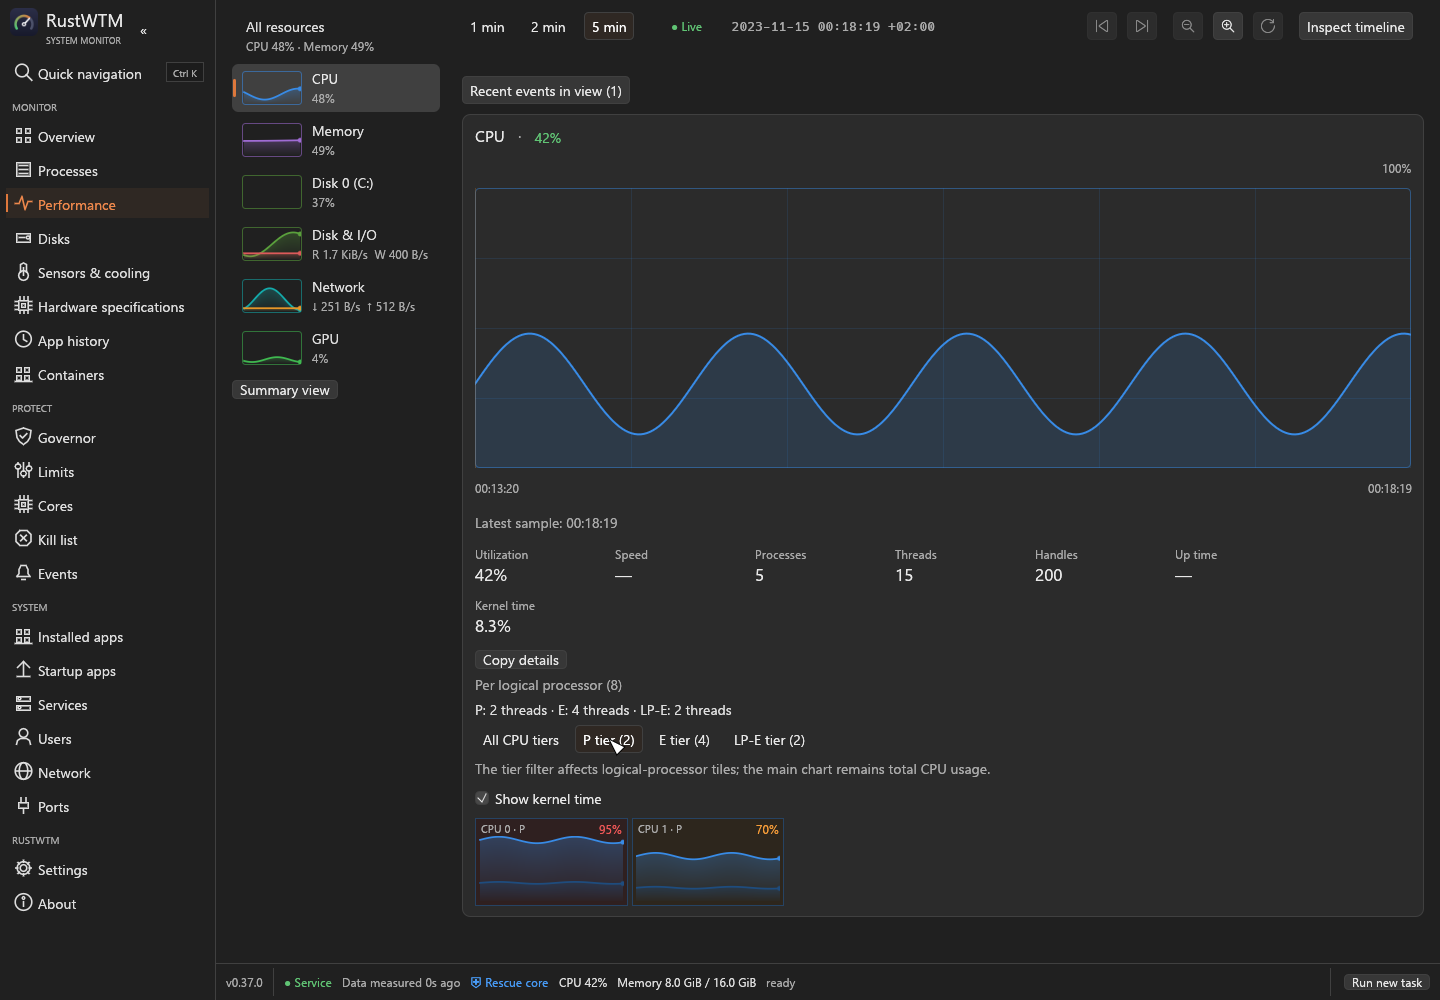 RustWTM
SYSTEM MONITOR
«
Quick navigation
Ctrl K
MONITOR
Overview
Processes
Performance
Disks
Sensors & cooling
Hardware specifications
App history
Containers
PROTECT
Governor
Limits
Cores
Kill list
Events
SYSTEM
Installed apps
Startup apps
Services
Users
Network
Ports
RUSTWTM
Settings
About
All resources
CPU 48% · Memory 49%
CPU
48%
Memory
49%
Disk 0 (C:)
37%
Disk & I/O
R 1.7 KiB/s W 400 B/s
Network
↓ 251 B/s ↑ 512 B/s
GPU
4%
Summary view
1 min 2 min 5 min
Live
2023-11-15 00:18:19 +02:00
Inspect timeline
Recent events in view (1)
CPU · 42%
100%
00:13:20 00:18:19
Latest sample: 00:18:19
Utilization Speed Processes Threads Handles Up time
42% — 5 15 200 —
Kernel time
8.3%
Copy details
Per logical processor (8)
P: 2 threads · E: 4 threads · LP-E: 2 threads
All CPU tiers P tier (2) E tier (4) LP-E tier (2)
The tier filter affects logical-processor tiles; the main chart remains total CPU usage.
Show kernel time
CPU 0 · P 95%
CPU 1 · P 70%
v0.37.0 Service Data measured 0s ago Rescue core CPU 42% Memory 8.0 GiB / 16.0 GiB ready Run new task